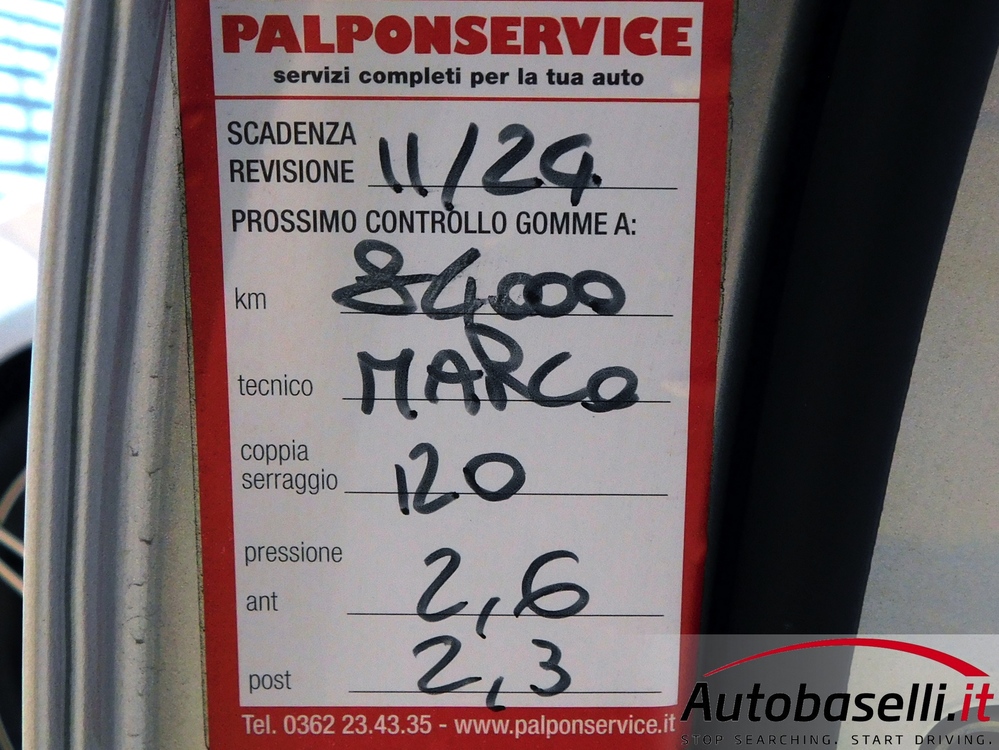 PALPONSERVICE
servizi completi per la tua auto
SCADENZA
REVISIONE 11/24
PROSSIMO CONTROLLO GOMME A:
km 84000
tecnico MARCO
coppia
serraggio 120
pressione
ant 2,6
post 2,3
Tel. 0362 23.43.35 - www.palponservice.it
Autobaselli.it
STOP SEARCHING. START DRIVING.